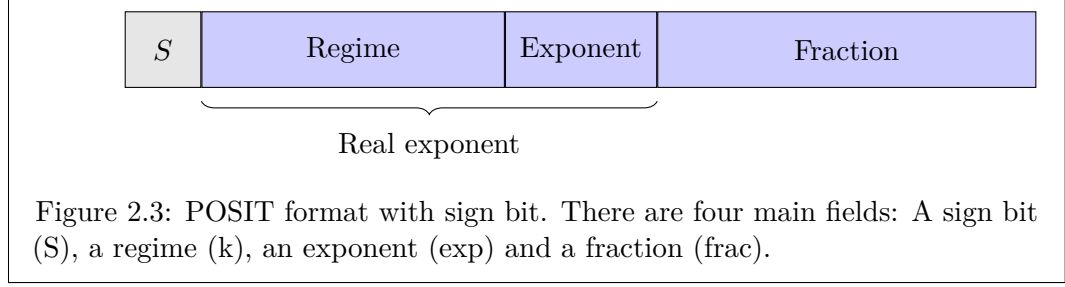 S Regime Exponent Fraction
Real exponent
Figure 2.3: POSIT format with sign bit. There are four main fields: A sign bit
(S), a regime (k), an exponent (exp) and a fraction (frac).